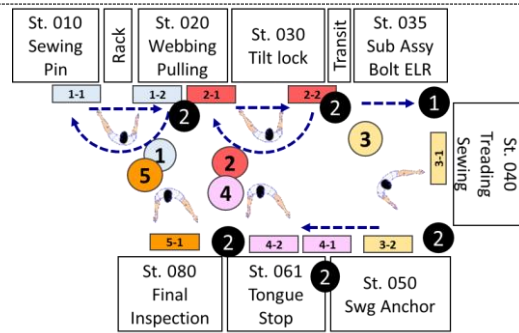 St. 010
Sewing
Pin
Rack
St. 020
Webbing
Pulling
St. 030
Tilt lock
Transit
St. 035
Sub Assy
Bolt ELR
1-1
1-2
2-1
2-2
2
2
1
3
1
5
2
4
3-1
St. 040
Treading
Sewing
5-1
2
4-2
4-1
3-2
2
2
St. 080
Final
Inspection
St. 061
Tongue
Stop
St. 050
Swg Anchor